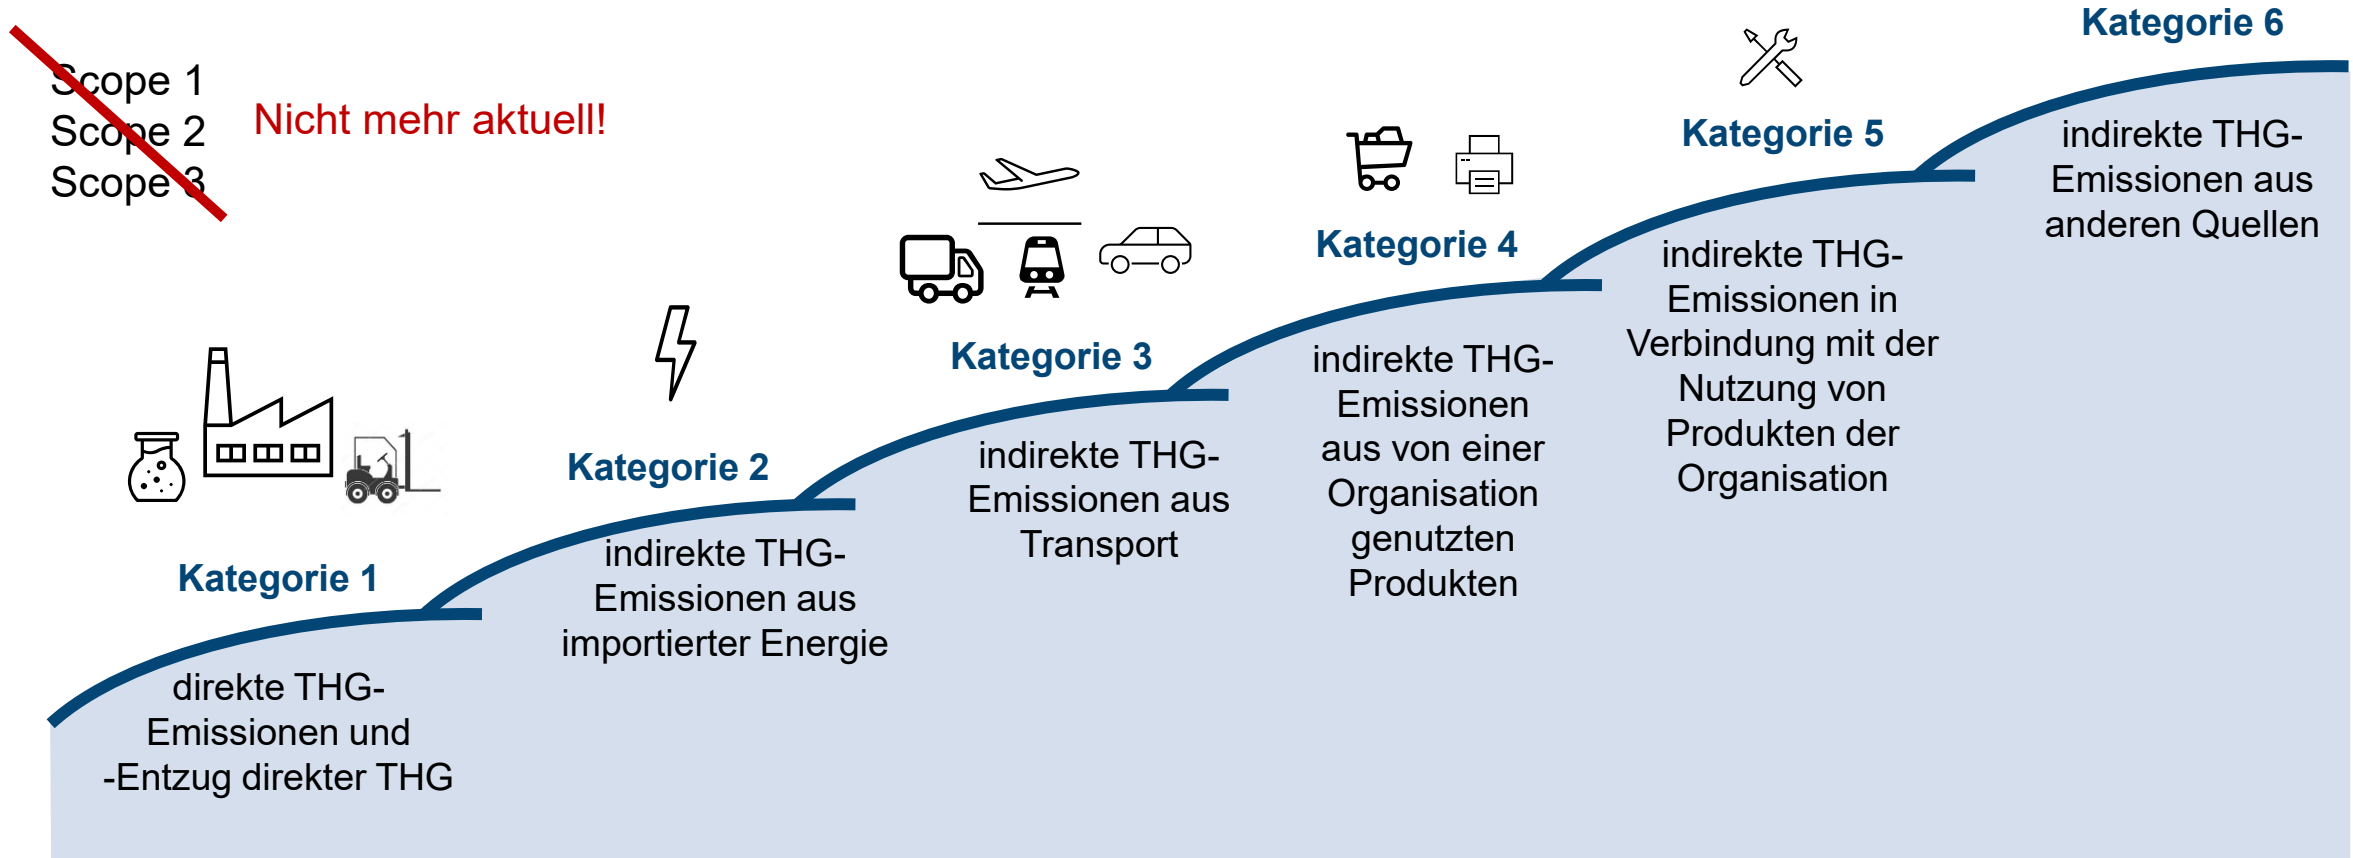 Scope 1
Scope 2
Scope 3
Nicht mehr aktuell!
Kategorie 1
direkte THG-
Emissionen und
-Entzug direkter THG
Kategorie 2
indirekte THG-
Emissionen aus
importierter Energie
Kategorie 3
indirekte THG-
Emissionen aus
Transport
Kategorie 4
indirekte THG-
Emissionen
aus von einer
Organisation
genutzten
Produkten
Kategorie 5
indirekte THG-
Emissionen in
Verbindung mit der
Nutzung von
Produkten der
Organisation
Kategorie 6
indirekte THG-
Emissionen aus
anderen Quellen